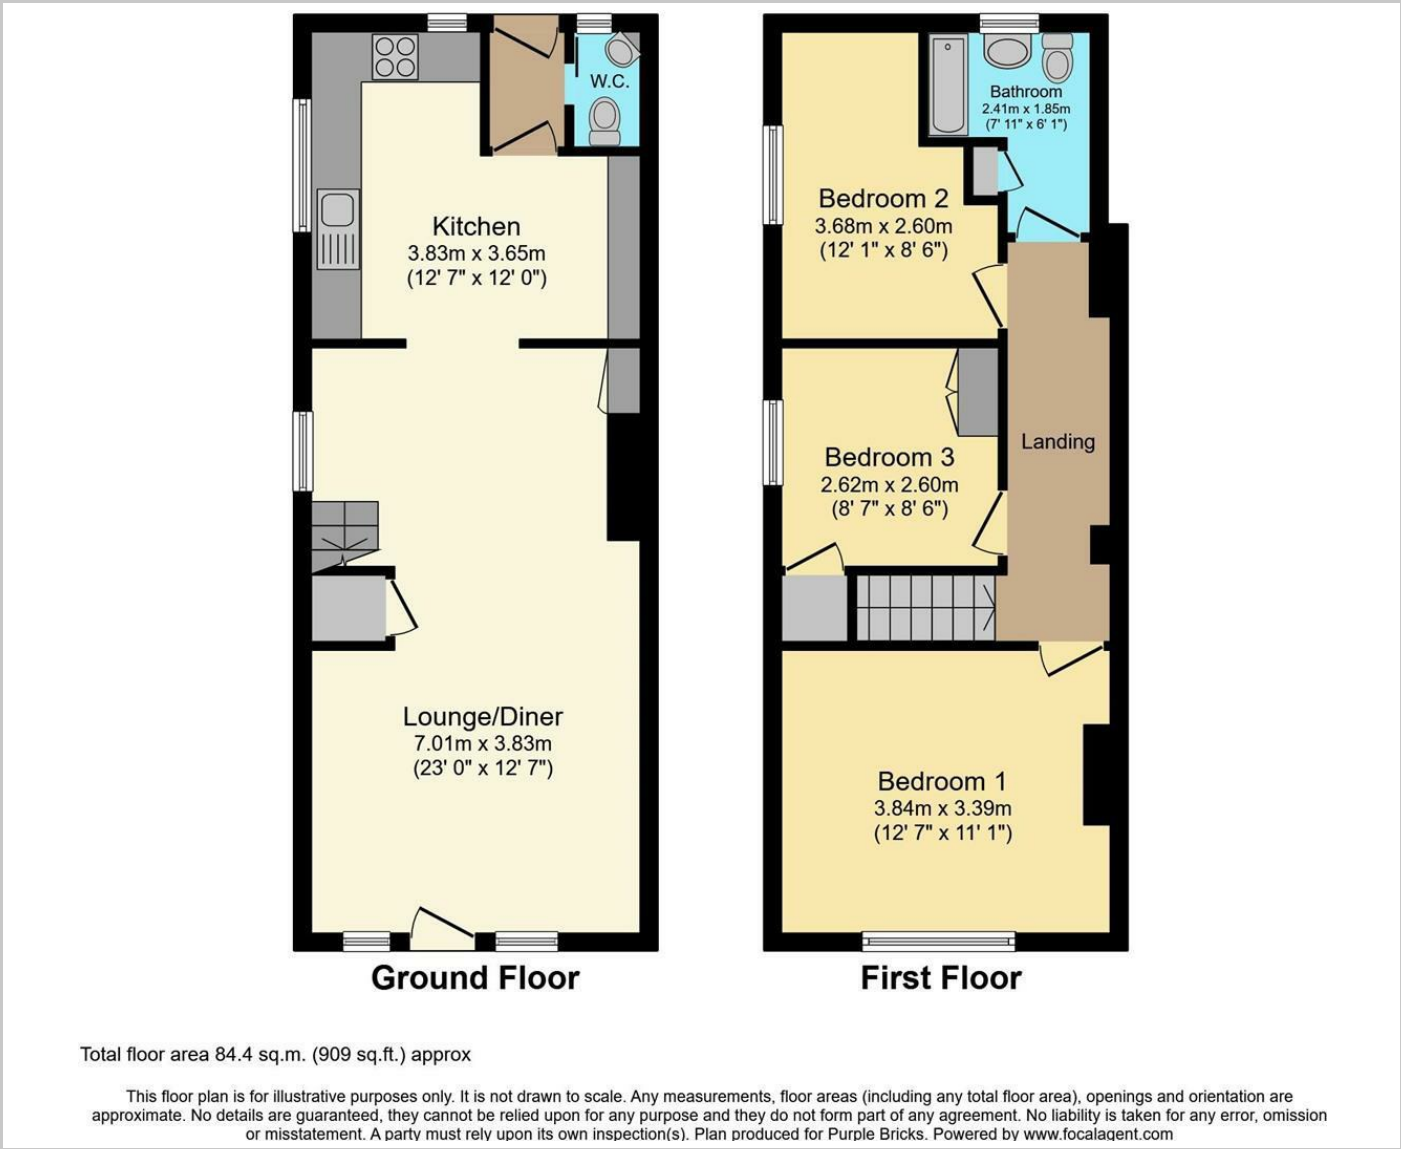 W.C.
Kitchen
3.83m x 3.65m
(12' 7" x 12' 0")
Lounge/Diner
7.01m x 3.83m
(23' 0" x 12' 7")
Ground Floor
Bathroom
2.41m x 1.85m
(7' 11" x 6' 1")
Bedroom 2
3.68m x 2.60m
(12' 1" x 8' 6")
Landing
Bedroom 3
2.62m x 2.60m
(8' 7" x 8' 6")
Bedroom 1
3.84m x 3.39m
(12' 7" x 11' 1")
First Floor
Total floor area 84.4 sq.m. (909 sq.ft.) approx
This floor plan is for illustrative purposes only. It is not drawn to scale. Any measurements, floor areas (including any total floor area), openings and orientation are
approximate. No details are guaranteed, they cannot be relied upon for any purpose and they do not form part of any agreement. No liability is taken for any error, omission
or misstatement. A party must rely upon its own inspection(s). Plan produced for Purple Bricks. Powered by www.focalagent.com